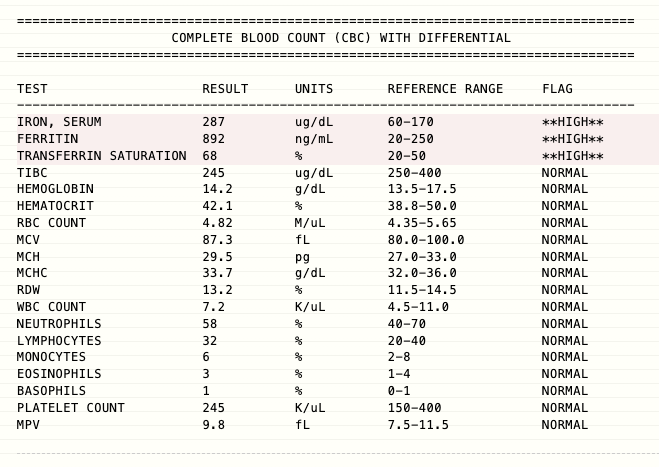 ================================================================================
COMPLETE BLOOD COUNT (CBC) WITH DIFFERENTIAL
================================================================================
TEST RESULT UNITS REFERENCE RANGE FLAG
--------------------------------------------------------------------------------
IRON, SERUM 287 ug/dL 60-170 **HIGH**
FERRITIN 892 ng/mL 20-250 **HIGH**
TRANSFERRIN SATURATION 68 % 20-50 **HIGH**
TIBC 245 ug/dL 250-400 NORMAL
HEMOGLOBIN 14.2 g/dL 13.5-17.5 NORMAL
HEMATOCRIT 42.1 % 38.8-50.0 NORMAL
RBC COUNT 4.82 M/uL 4.35-5.65 NORMAL
MCV 87.3 fL 80.0-100.0 NORMAL
MCH 29.5 pg 27.0-33.0 NORMAL
MCHC 33.7 g/dL 32.0-36.0 NORMAL
RDW 13.2 % 11.5-14.5 NORMAL
WBC COUNT 7.2 K/uL 4.5-11.0 NORMAL
NEUTROPHILS 58 % 40-70 NORMAL
LYMPHOCYTES 32 % 20-40 NORMAL
MONOCYTES 6 % 2-8 NORMAL
EOSINOPHILS 3 % 1-4 NORMAL
BASOPHILS 1 % 0-1 NORMAL
PLATELET COUNT 245 K/uL 150-400 NORMAL
MPV 9.8 fL 7.5-11.5 NORMAL